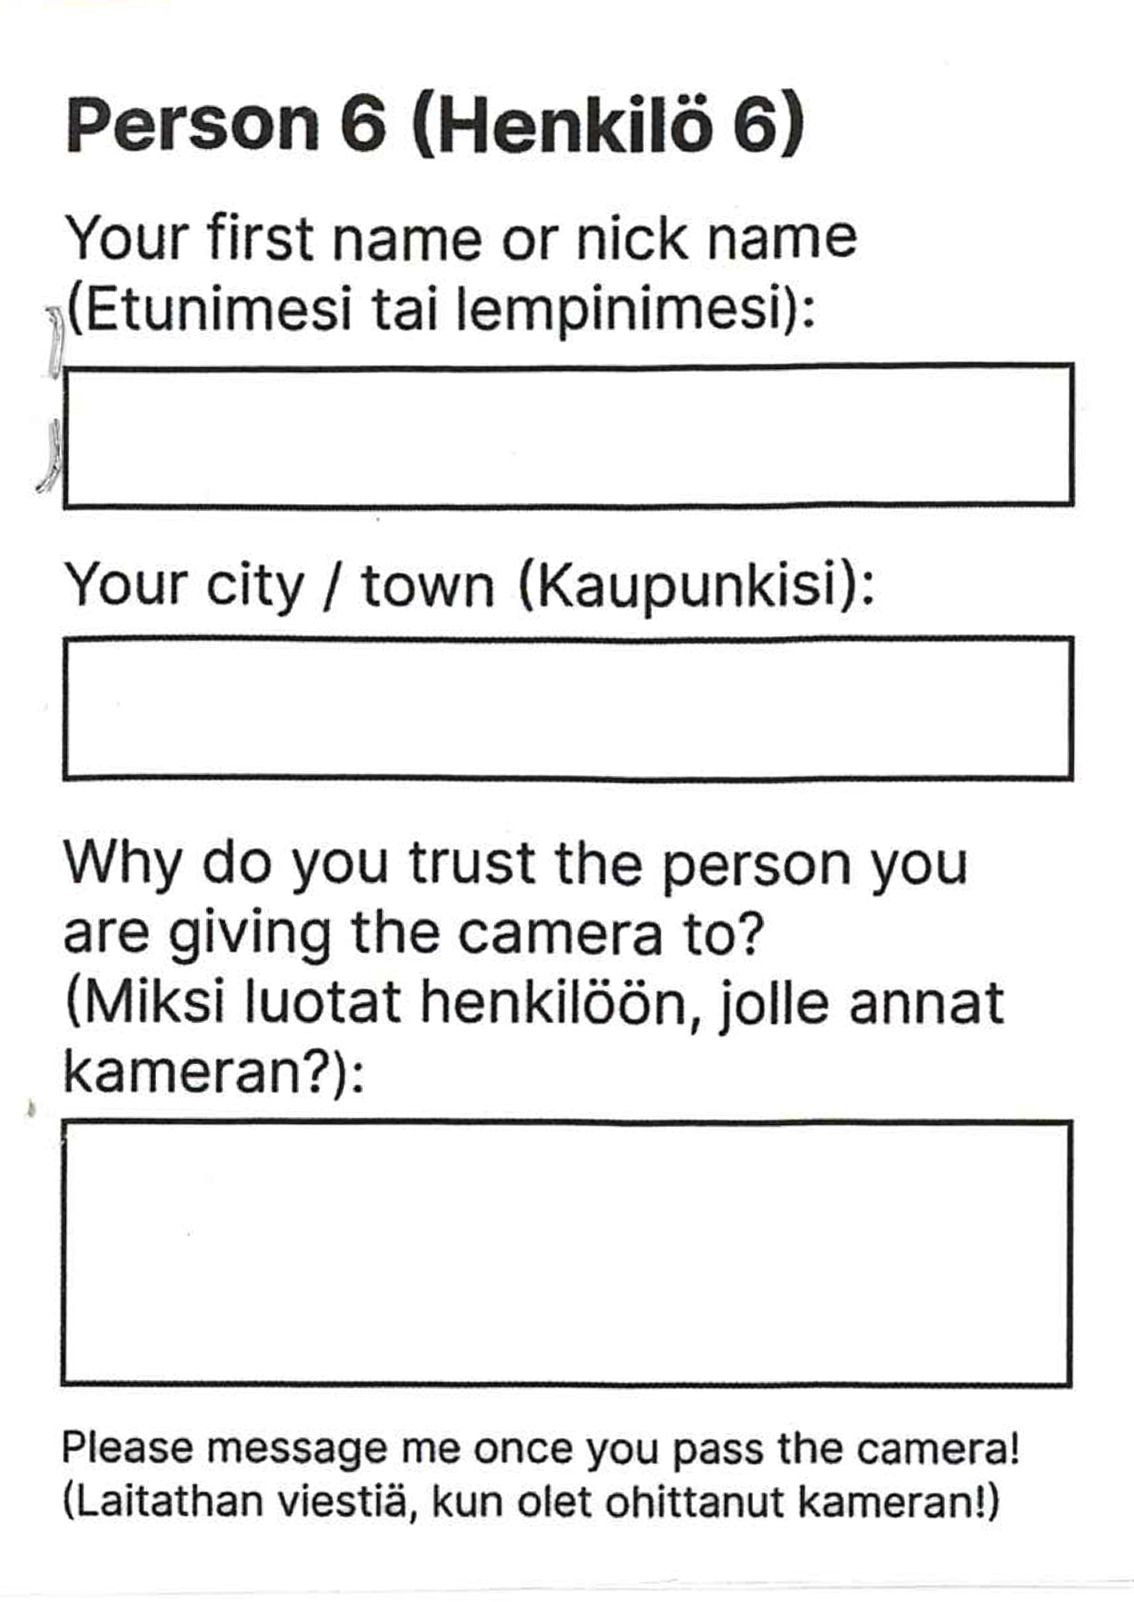 Person 6 (Henkilö 6)
Your first name or nick name
(Etunimesi tai lempinimesi):
Your city / town (Kaupunkisi):
Why do you trust the person you
are giving the camera to?
(Miksi luotat henkilöön, jolle annat
kameran?):
Please message me once you pass the camera!
(Laitathan viestiä, kun olet ohittanut kameran!)